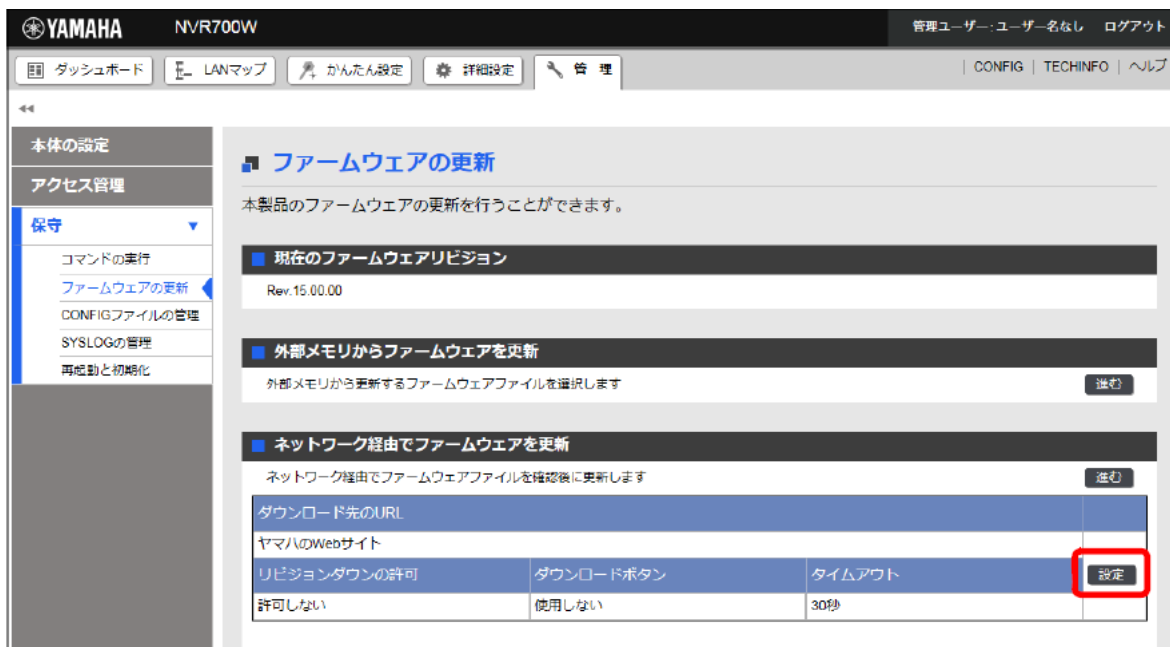 YAMAHA NVR700W 管理ユーザー:ユーザー名なし ログアウト
ダッシュボード LANマップ かんたん設定 詳細設定 管 理 | CONFIG | TECHINFO | ヘルプ
本体の設定
アクセス管理
保守
コマンドの実行
ファームウェアの更新
CONFIGファイルの管理
SYSLOGの管理
再起動と初期化
ファームウェアの更新
本製品のファームウェアの更新を行うことができます。
現在のファームウェアリビジョン
Rev.15.00.00
外部メモリからファームウェアを更新
外部メモリから更新するファームウェアファイルを選択します 進む
ネットワーク経由でファームウェアを更新
ネットワーク経由でファームウェアファイルを確認後に更新します 進む
ダウンロード先のURL
ヤマハのWebサイト
リビジョンダウンの許可 ダウンロードボタン タイムアウト 設定
許可しない 使用しない 30秒